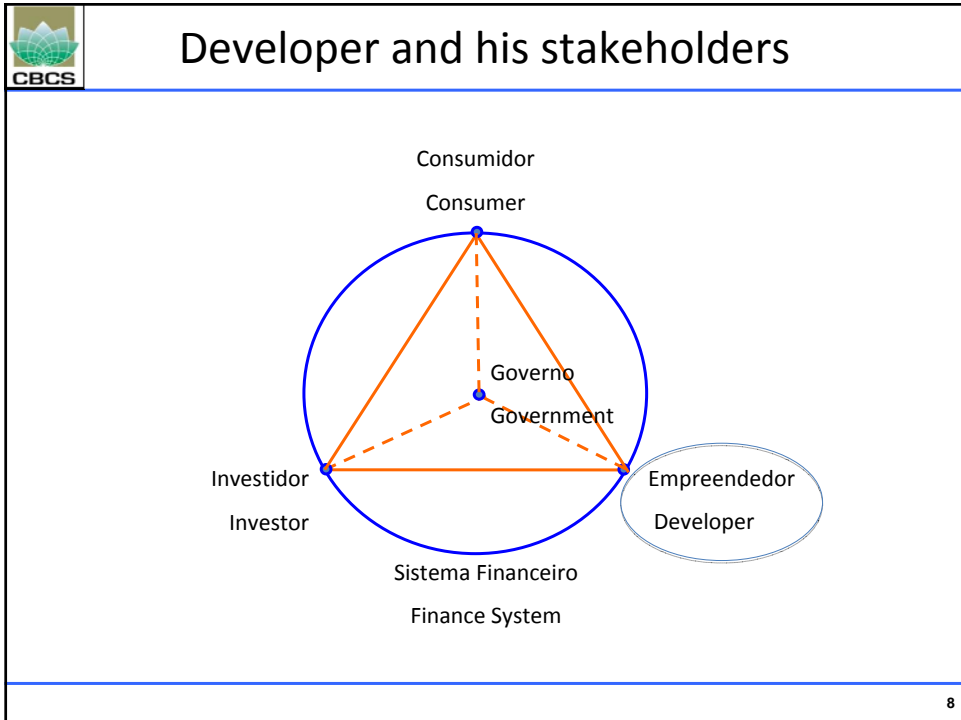 CBCS
Developer and his stakeholders
Consumidor
Consumer
Governo
Government
Investidor
Investor
Empreendedor
Developer
Sistema Financeiro
Finance System
8